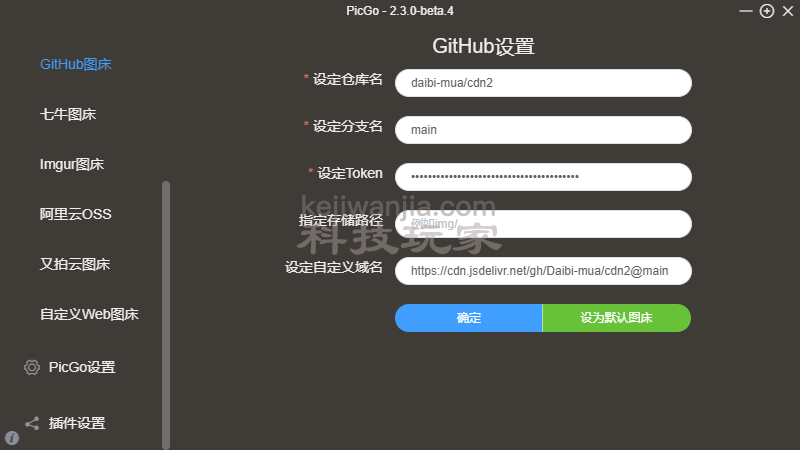 PicGo - 2.3.0-beta.4
GitHub图床
七牛图床
Imgur图床
阿里云OSS
又拍云图床
自定义Web图床
PicGo设置
插件设置
GitHub设置
* 设定仓库名
daibi-mua/cdn2
* 设定分支名
main
* 设定Token
••••••••••••••••••••••••••••••••••••••••
指定存储路径
例如img/
设定自定义域名
https://cdn.jsdelivr.net/gh/Daibi-mua/cdn2@main
确定
设为默认图床
kejiwanjia.com
科技玩家